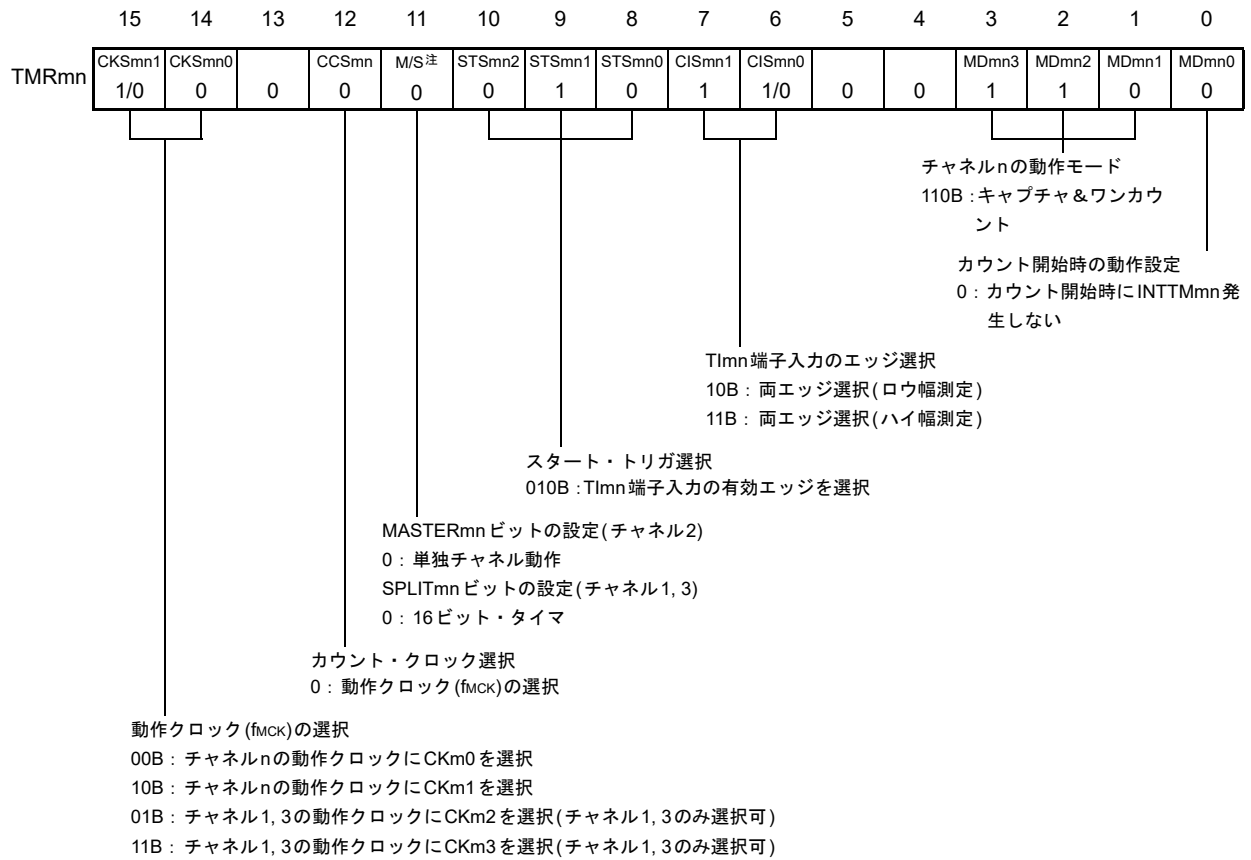 15 14 13 12 11 10 9 8 7 6 5 4 3 2 1 0
TMRmn
CKSmn1 CKSmn0 CCSmn M/S注 STSmn2 STSmn1 STSmn0 CISmn1 CISmn0 MDmn3 MDmn2 MDmn1 MDmn0
1/0 0 0 0 0 0 1 0 1 1/0 0 0 1 1 0 0
チャネルnの動作モード
110B：キャプチャ＆ワンカウ
ント
カウント開始時の動作設定
0：カウント開始時にINTTMmn発
生しない
TImn端子入力のエッジ選択
10B：両エッジ選択(ロウ幅測定)
11B：両エッジ選択(ハイ幅測定)
スタート・トリガ選択
010B：TImn端子入力の有効エッジを選択
MASTERmnビットの設定(チャネル2)
0：単独チャネル動作
SPLITmnビットの設定(チャネル1, 3)
0：16ビット・タイマ
カウント・クロック選択
0：動作クロック(fMCK)の選択
動作クロック(fMCK)の選択
00B：チャネルnの動作クロックにCKm0を選択
10B：チャネルnの動作クロックにCKm1を選択
01B：チャネル1, 3の動作クロックにCKm2を選択(チャネル1, 3のみ選択可)
11B：チャネル1, 3の動作クロックにCKm3を選択(チャネル1, 3のみ選択可)